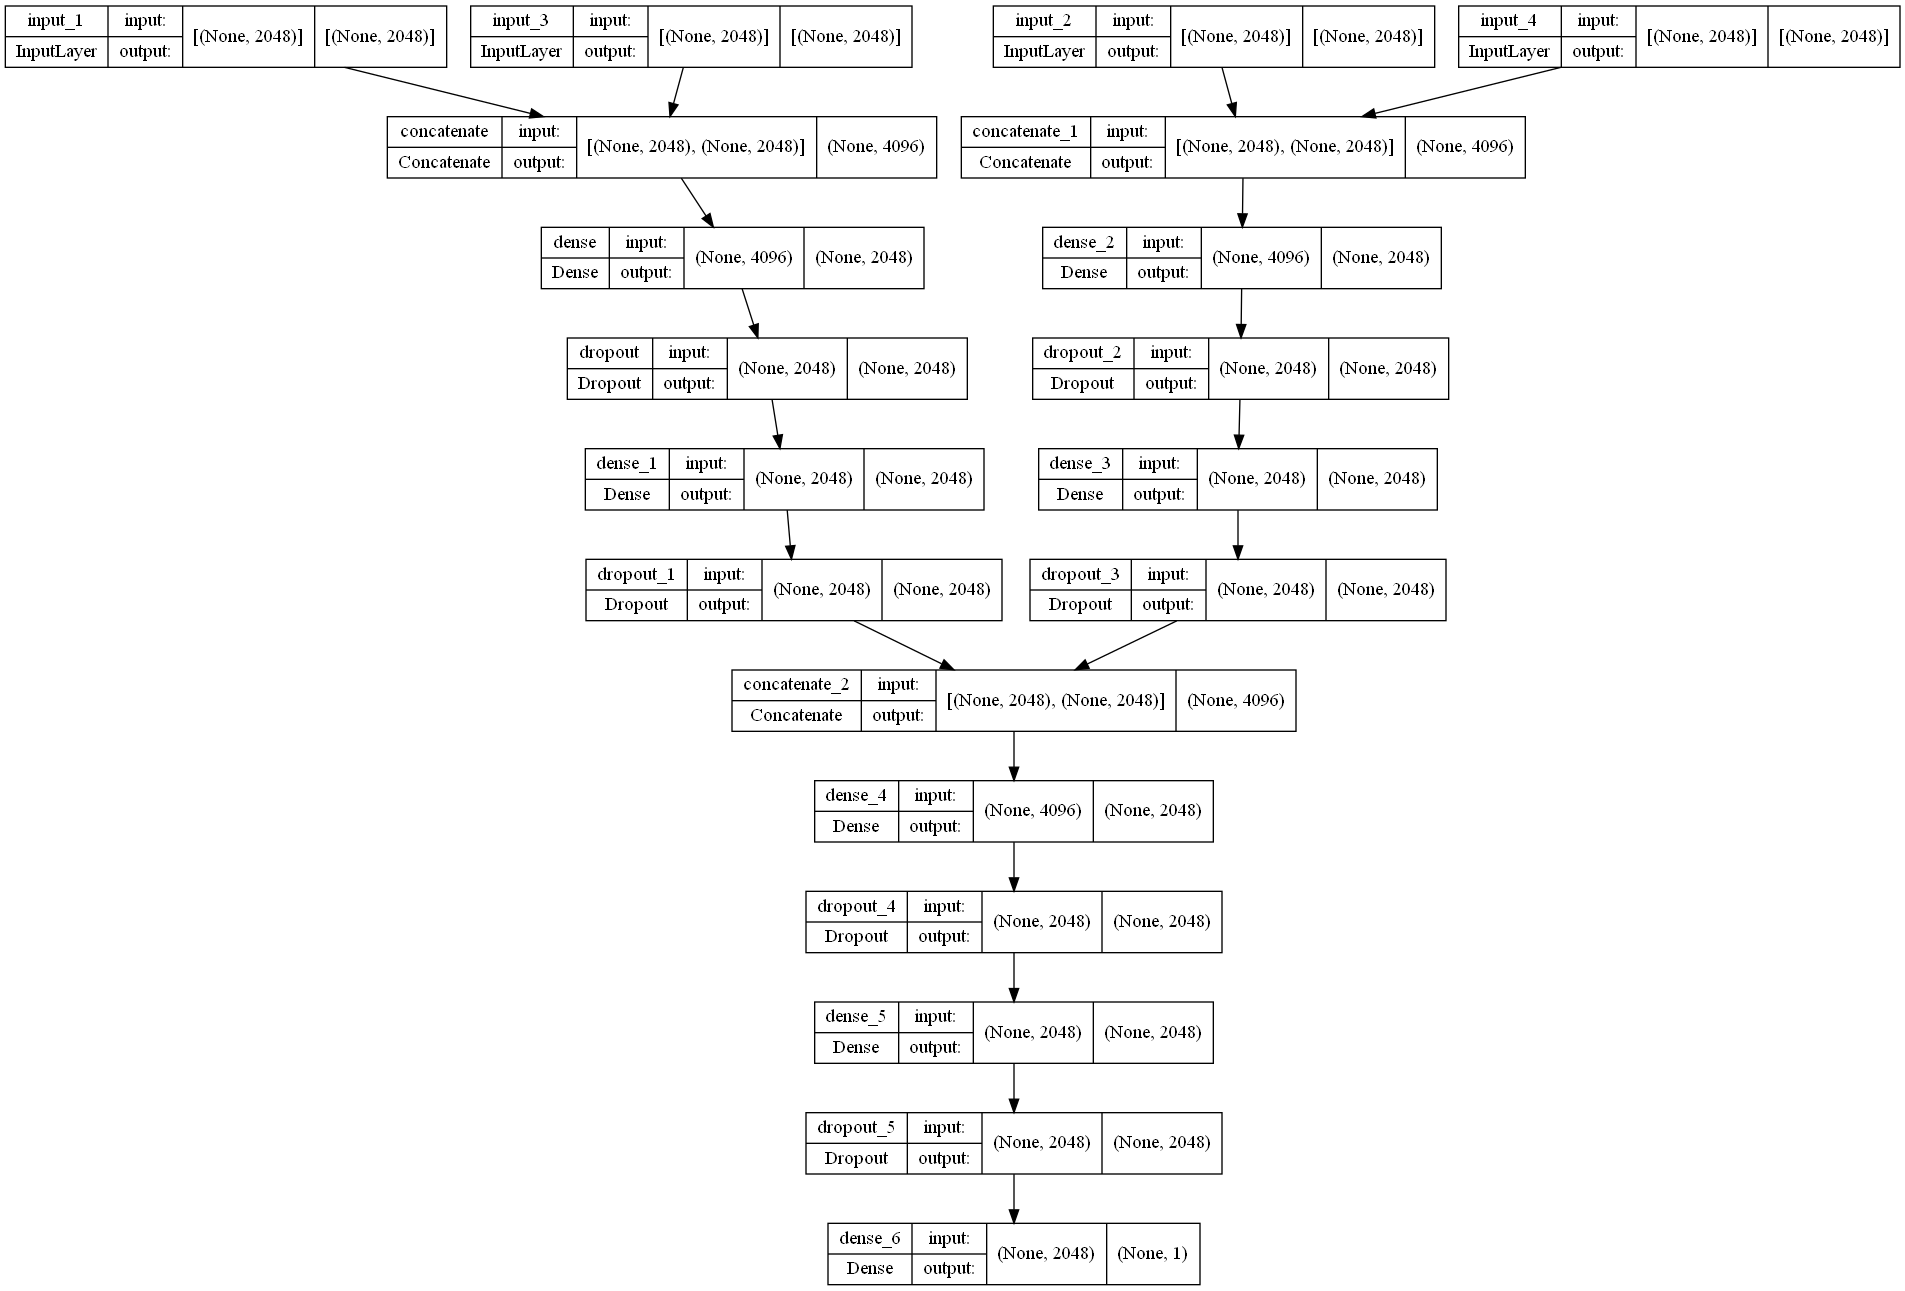 input_1 input: [(None, 2048)] [(None, 2048)]
InputLayer output:
input_3 input: [(None, 2048)] [(None, 2048)]
InputLayer output:
input_2 input: [(None, 2048)] [(None, 2048)]
InputLayer output:
input_4 input: [(None, 2048)] [(None, 2048)]
InputLayer output:
concatenate input: [(None, 2048), (None, 2048)] (None, 4096)
Concatenate output:
concatenate_1 input: [(None, 2048), (None, 2048)] (None, 4096)
Concatenate output:
dense input: (None, 4096) (None, 2048)
Dense output:
dense_2 input: (None, 4096) (None, 2048)
Dense output:
dropout input: (None, 2048) (None, 2048)
Dropout output:
dropout_2 input: (None, 2048) (None, 2048)
Dropout output:
dense_1 input: (None, 2048) (None, 2048)
Dense output:
dense_3 input: (None, 2048) (None, 2048)
Dense output:
dropout_1 input: (None, 2048) (None, 2048)
Dropout output:
dropout_3 input: (None, 2048) (None, 2048)
Dropout output:
concatenate_2 input: [(None, 2048), (None, 2048)] (None, 4096)
Concatenate output:
dense_4 input: (None, 4096) (None, 2048)
Dense output:
dropout_4 input: (None, 2048) (None, 2048)
Dropout output:
dense_5 input: (None, 2048) (None, 2048)
Dense output:
dropout_5 input: (None, 2048) (None, 2048)
Dropout output:
dense_6 input: (None, 2048) (None, 1)
Dense output: